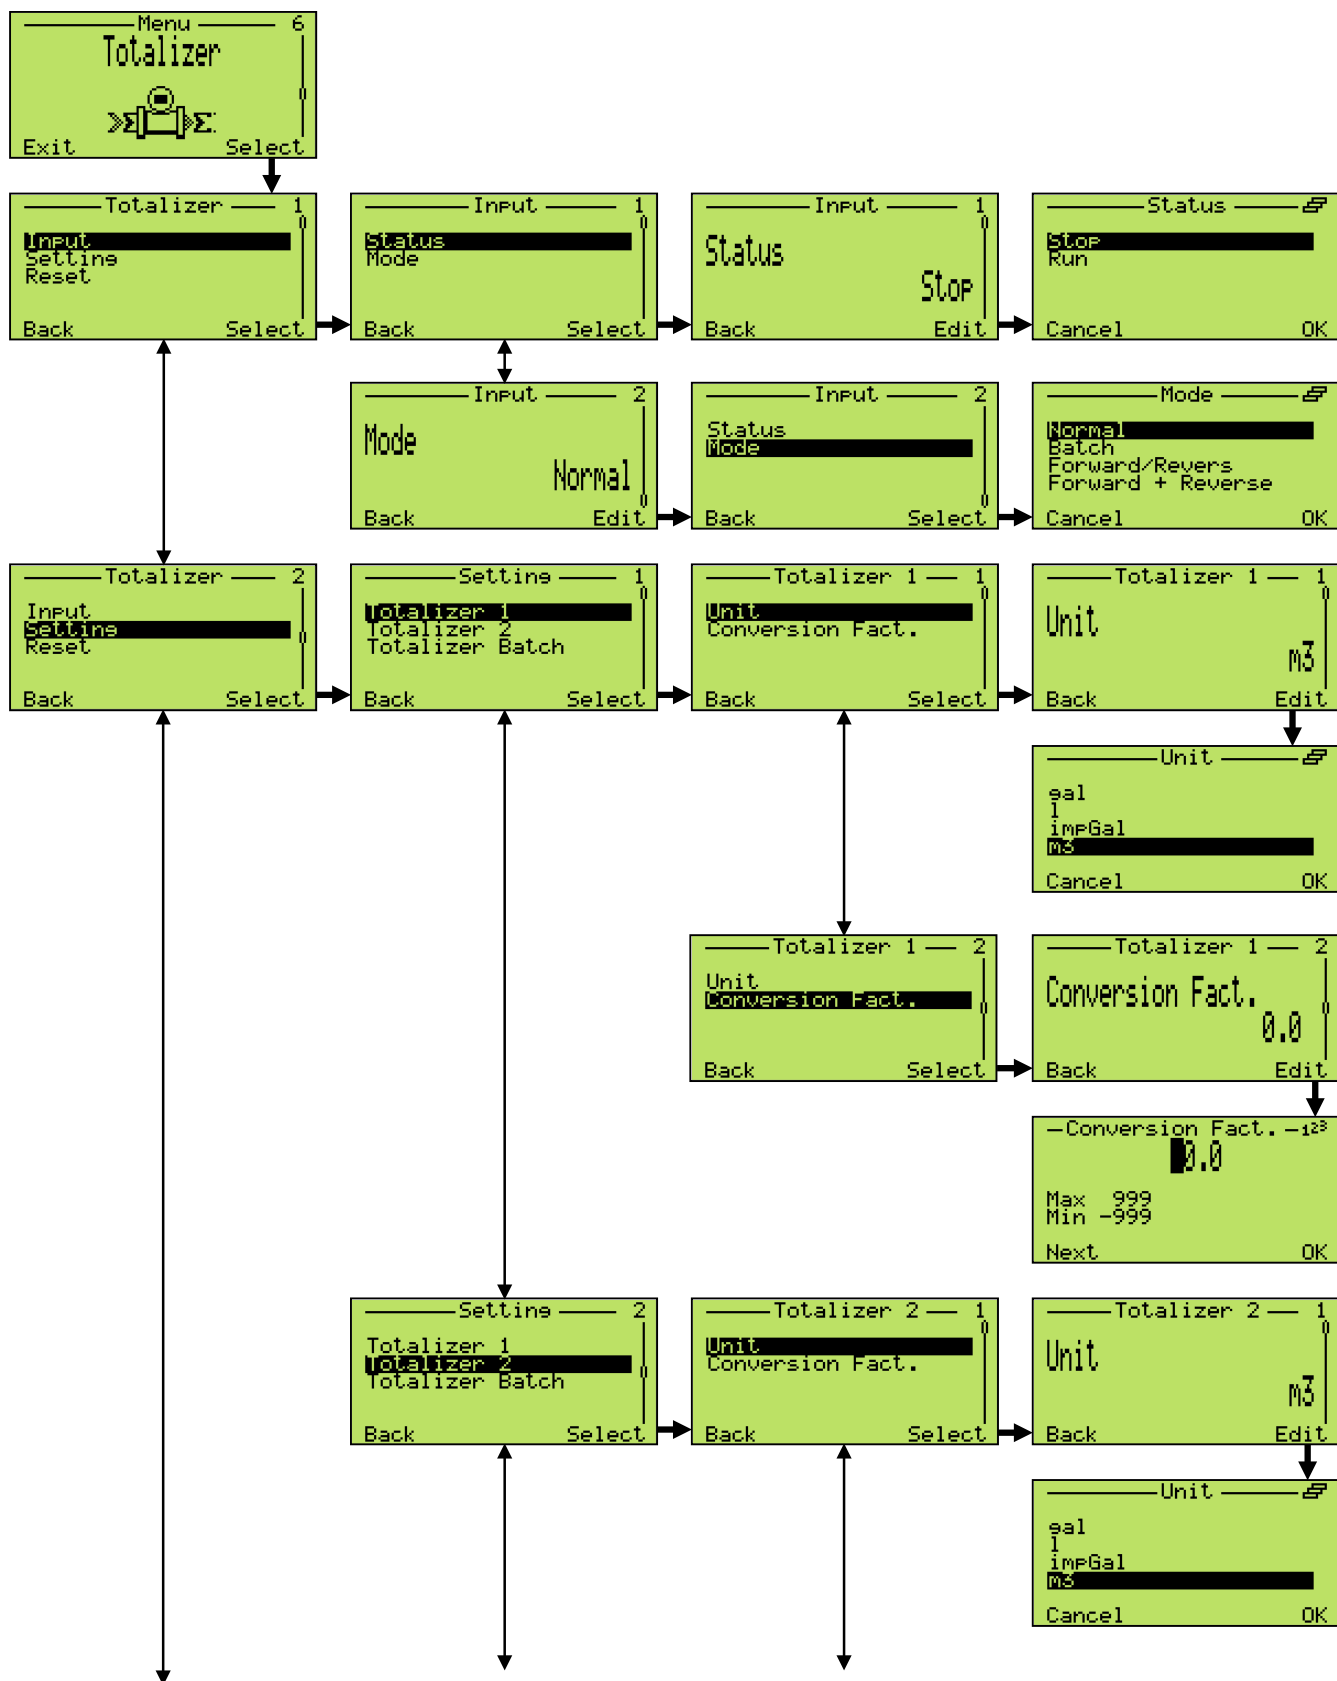 Menu 6
Totalizer
Exit Select
Totalizer 1
Input
Setting
Reset
Back Select
Input 1
Status
Mode
Back Select
Input 1
Status
Stop
Back Edit
Status
Stop
Run
Cancel OK
Input 2
Mode
Normal
Back Edit
Input 2
Status
Mode
Back Select
Mode
Normal
Batch
Forward/Revers
Forward + Reverse
Cancel OK
Totalizer 2
Input
Setting
Reset
Back Select
Setting 1
Totalizer 1
Totalizer 2
Totalizer Batch
Back Select
Totalizer 1 1
Unit
Conversion Fact.
Back Select
Totalizer 1 1
Unit
m3
Back Edit
Unit
gal
l
impGal
m3
Cancel OK
Totalizer 1 2
Unit
Conversion Fact.
Back Select
Totalizer 1 2
Conversion Fact.
0.0
Back Edit
Conversion Fact. 123
0.0
Max 999
Min -999
Next OK
Setting 2
Totalizer 1
Totalizer 2
Totalizer Batch
Back Select
Totalizer 2 1
Unit
Conversion Fact.
Back Select
Totalizer 2 1
Unit
m3
Back Edit
Unit
gal
l
impGal
m3
Cancel OK